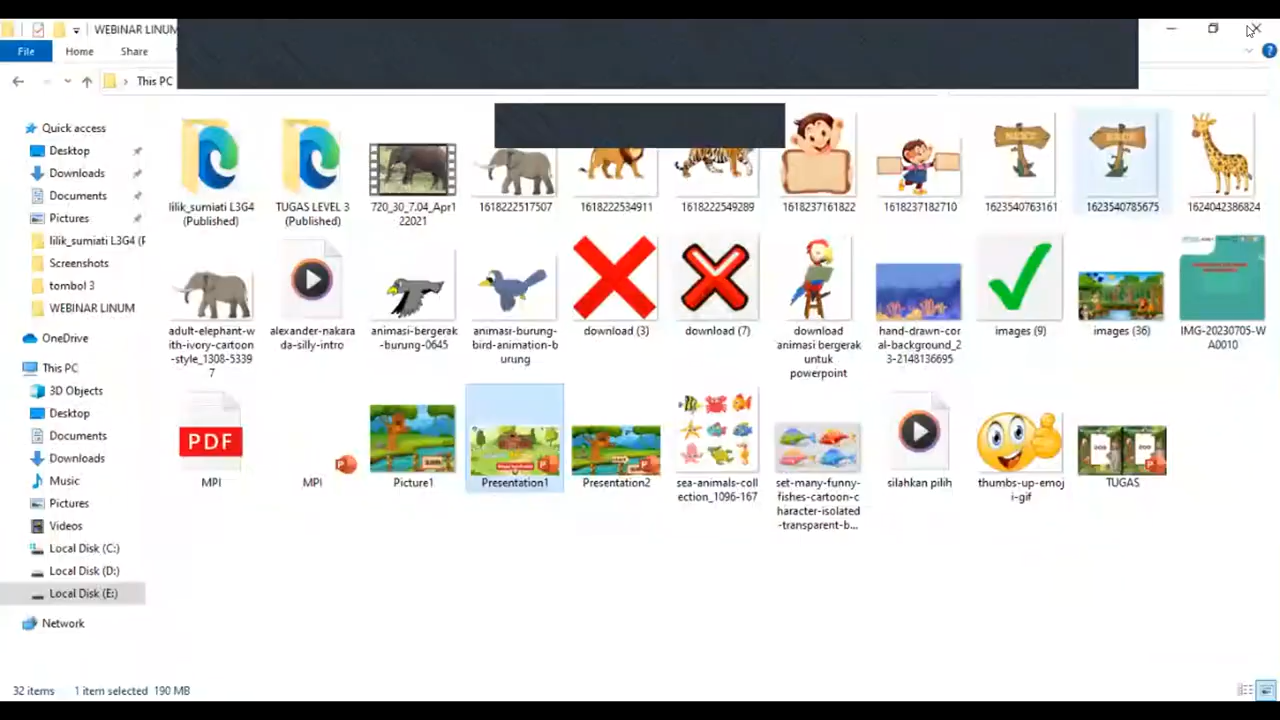 WEBINAR LINUM
File
Home
Share
This PC
Quick access
Desktop
Downloads
Documents
Pictures
lilik_sumiati L3G4 (F
Screenshots
tombol 3
WEBINAR LINUM
OneDrive
This PC
3D Objects
Desktop
Documents
Downloads
Music
Pictures
Videos
Local Disk (C:)
Local Disk (D:)
Local Disk (E:)
Network
lilik_sumiati L3G4
(Published)
TUGAS LEVEL 3
(Published)
720_30_7.04_Apr1
22021
1618222517507
1618222534911
1618222549289
1618237161822
1618237182710
NEXT
1623540763161
BACK
1623540785675
1624042386824
adult-elephant-w
ith-ivory-cartoon
-style_1308-5339
7
alexander-nakara
da-silly-intro
animasi-bergerak
-burung-0645
animasi-burung-
bird-animation-b
urung
download (3)
download (7)
download
animasi bergerak
untuk
powerpoint
hand-drawn-cor
al-background_2
3-2148136695
images (9)
images (36)
IMG-20230705-W
A0010
PDF
MPI
MPI
Picture1
Presentation1
Presentation2
sea-animals-coll
ection_1096-167
set-many-funny-
fishes-cartoon-c
haracter-isolated
-transparent-b...
silahkan pilih
thumbs-up-emoj
i-gif
TUGAS
32 items
1 item selected 190 MB